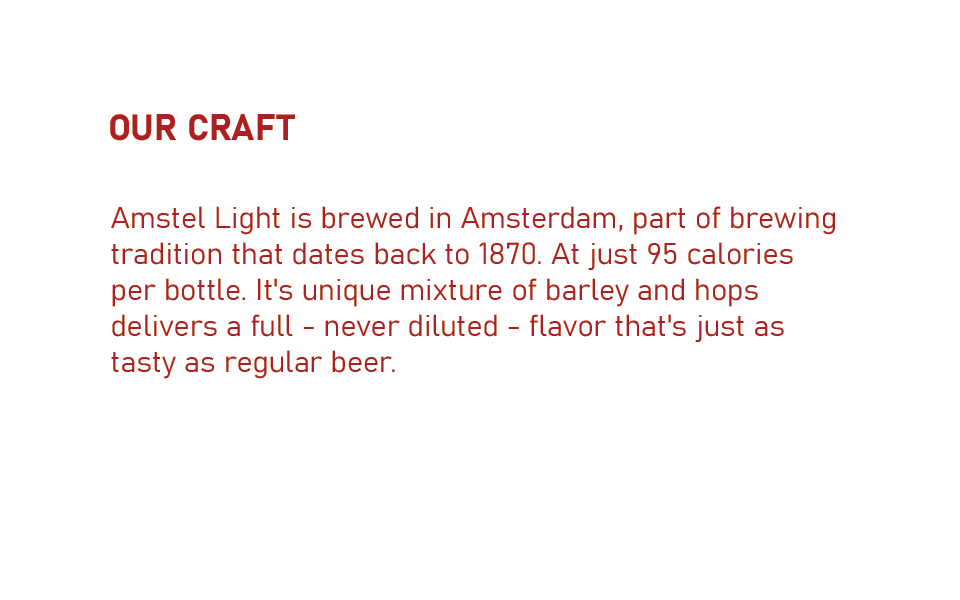 OUR CRAFT
Amstel Light is brewed in Amsterdam, part of brewing
tradition that dates back to 1870. At just 95 calories
per bottle. It's unique mixture of barley and hops
delivers a full - never diluted - flavor that's just as
tasty as regular beer.